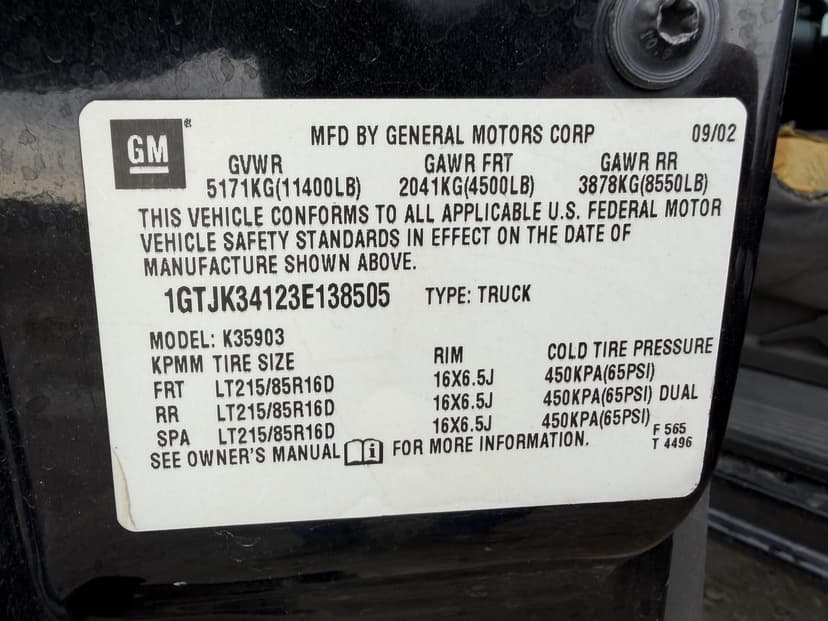 GM ® MFD BY GENERAL MOTORS CORP 09/02
GVWR GAWR FRT GAWR RR
5171KG(11400LB) 2041KG(4500LB) 3878KG(8550LB)
THIS VEHICLE CONFORMS TO ALL APPLICABLE U.S. FEDERAL MOTOR
VEHICLE SAFETY STANDARDS IN EFFECT ON THE DATE OF
MANUFACTURE SHOWN ABOVE.
1GTJK34123E138505 TYPE: TRUCK
MODEL: K35903
KPMM TIRE SIZE RIM COLD TIRE PRESSURE
FRT LT215/85R16D 16X6.5J 450KPA(65PSI)
RR LT215/85R16D 16X6.5J 450KPA(65PSI) DUAL
SPA LT215/85R16D 16X6.5J 450KPA(65PSI)
SEE OWNER'S MANUAL i FOR MORE INFORMATION.
F 565
T 4496